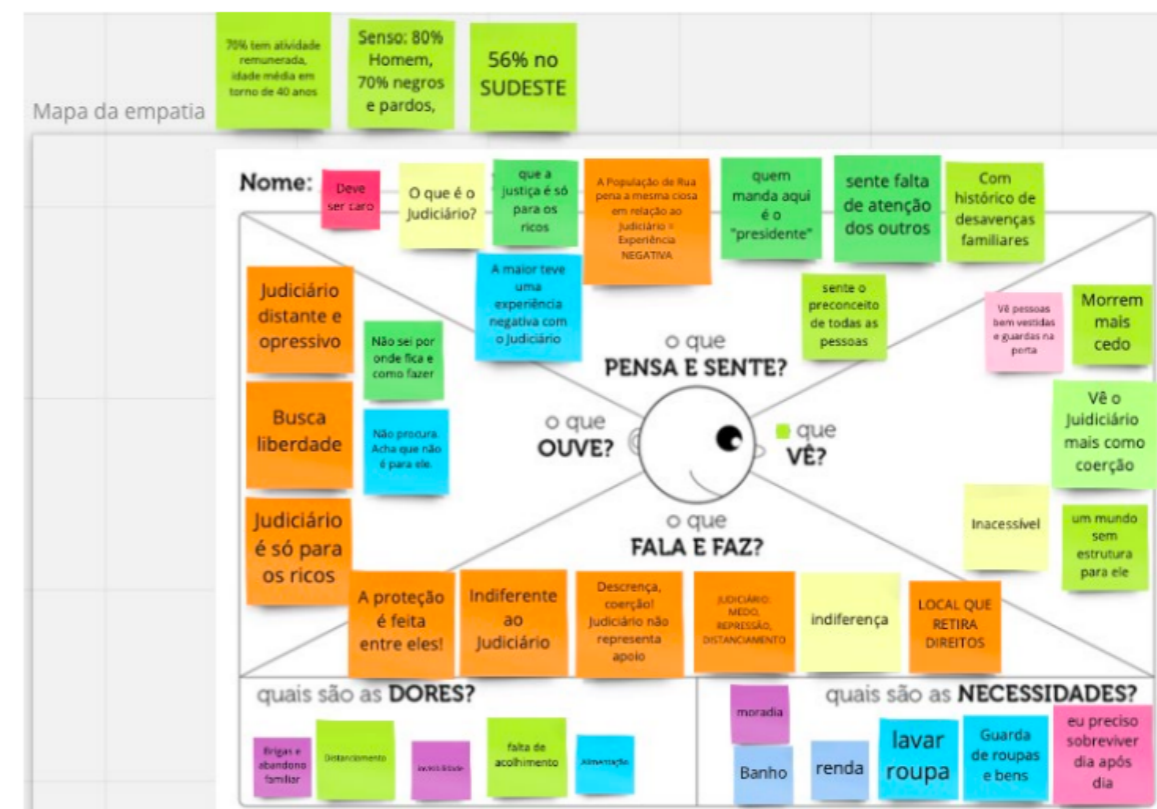 70% tem atividade
remunerada,
idade média em
torno de 40 anos
Senso: 80%
Homem,
70% negros
e pardos,
56% no
SUDESTE
Mapa da empatia
Nome:
Deve
ser caro
O que é o
Judiciário?
que a
justiça é só
para os
ricos
A População de Rua
pena a mesma ciosa
em relação ao
Judiciário =
Experiência
NEGATIVA
quem
manda aqui
é o
"presidente"
sente falta
de atenção
dos outros
Com
histórico de
desavenças
familiares
A maior teve
uma
experiência
negativa com
o Judiciário
sente o
preconceito
de todas as
pessoas
o que
PENSA E SENTE?
Judiciário
distante e
opressivo
Não sei por
onde fica e
como fazer
Busca
liberdade
Não procura.
Acha que não
é para ele.
Judiciário
é só para
os ricos
o que
OUVE?
Vê pessoas
bem vestidas
e guardas na
porta
Morrem
mais
cedo
que
VÊ?
Vê o
Juidiciário
mais como
coerção
Inacessível
um mundo
sem
estrutura
para ele
o que
FALA E FAZ?
A proteção
é feita
entre eles!
Indiferente
ao
Judiciário
Descrença,
coerção!
Judiciário não
representa
apoio
JUDICIÁRIO:
MEDO,
REPRESSÃO,
DISTANCIAMENTO
indiferença
LOCAL QUE
RETIRA
DIREITOS
quais são as DORES?
Brigas e
abandono
familiar
Distanciamento
falta de
acolhimento
Alimentação
quais são as NECESSIDADES?
moradia
Banho
renda
lavar
roupa
Guarda
de roupas
e bens
eu preciso
sobreviver
dia após
dia